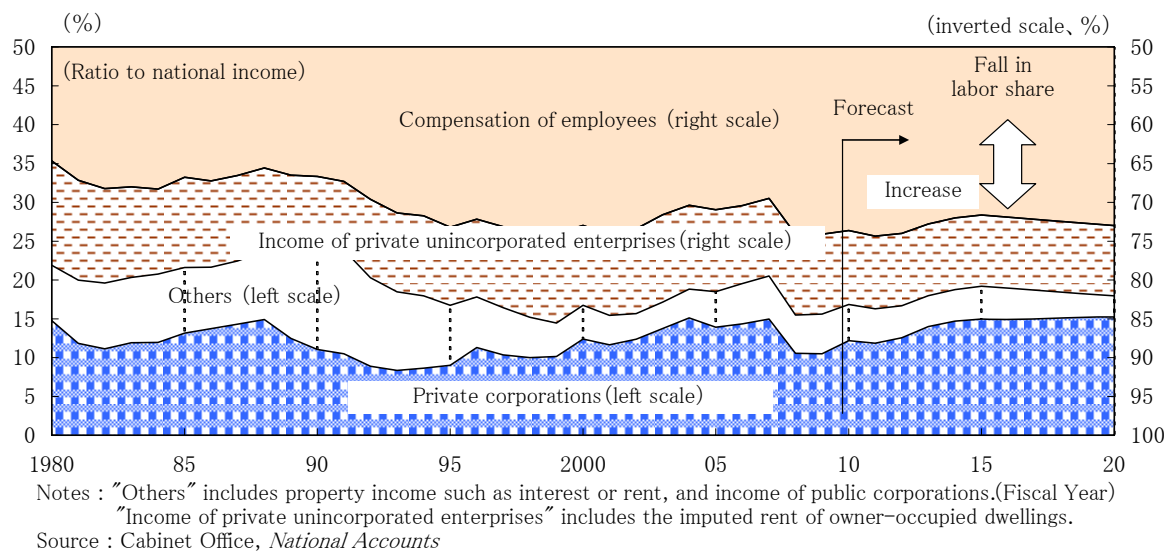 (%)
(inverted scale、%)
50
45
40
35
30
25
20
15
10
5
0
(Ratio to national income)
Compensation of employees (right scale)
Forecast
Fall in
labor share
Increase
Income of private unincorporated enterprises(right scale)
Others (left scale)
Private corporations(left scale)
50
55
60
65
70
75
80
85
90
95
100
1980 85 90 95 2000 05 10 15 20
Notes : "Others" includes property income such as interest or rent, and income of public corporations.(Fiscal Year)
"Income of private unincorporated enterprises" includes the imputed rent of owner-occupied dwellings.
Source : Cabinet Office, National Accounts